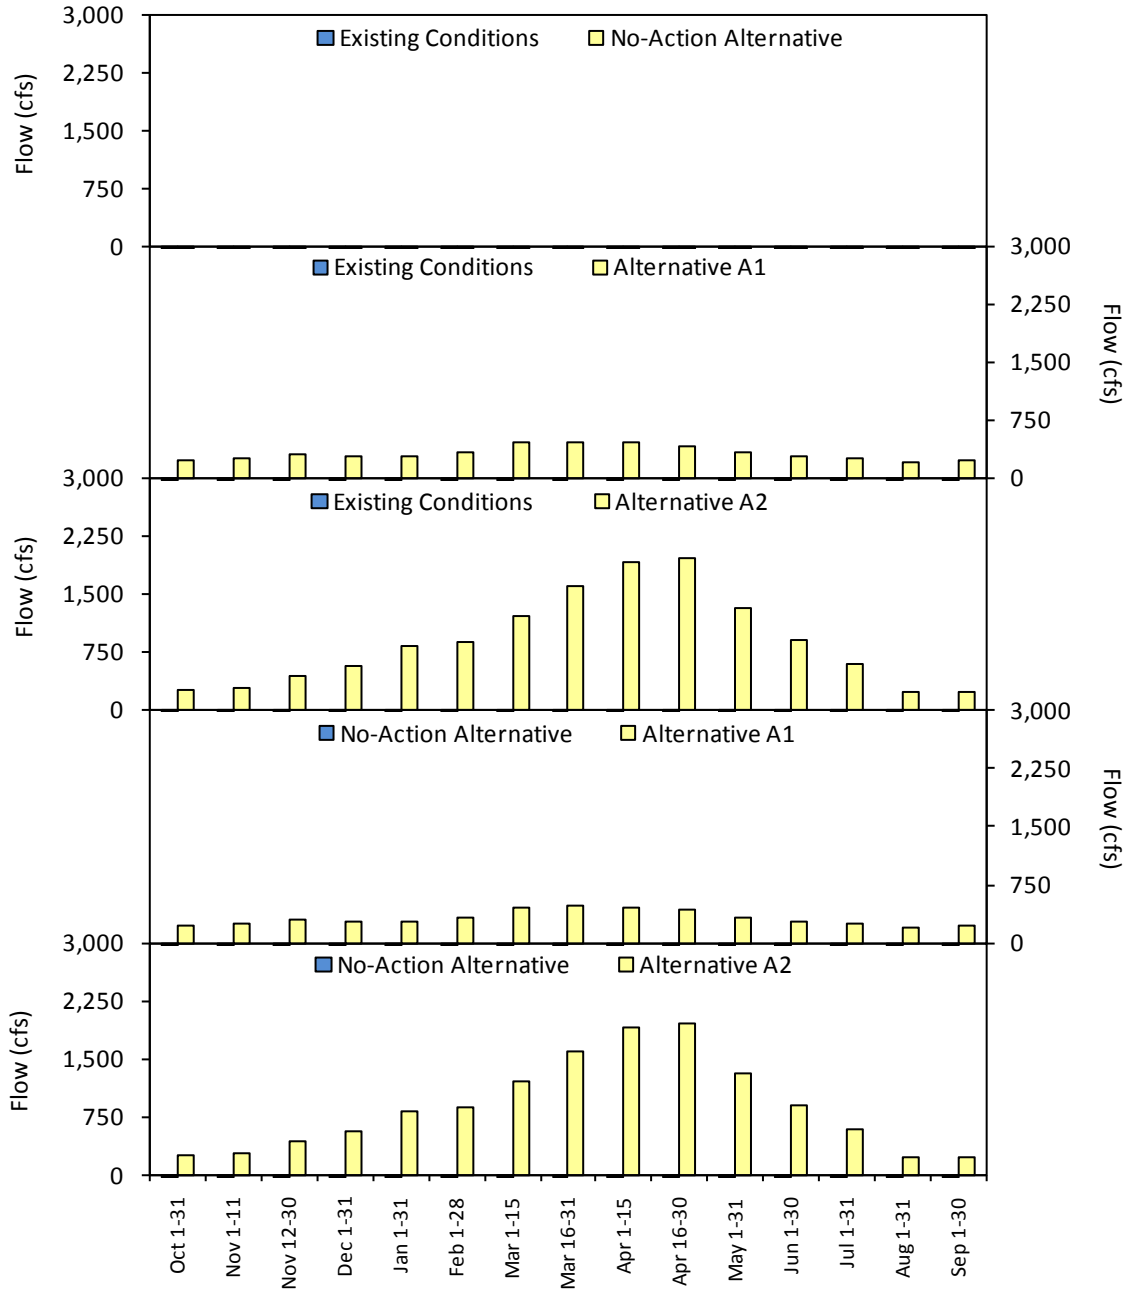 3,000
Existing Conditions No-Action Alternative
2,250
1,500
750
0
Flow (cfs)
3,000
Existing Conditions Alternative A1
2,250
1,500
750
0
Flow (cfs)
3,000
Existing Conditions Alternative A2
2,250
1,500
750
0
Flow (cfs)
3,000
No-Action Alternative Alternative A1
2,250
1,500
750
0
Flow (cfs)
3,000
No-Action Alternative Alternative A2
2,250
1,500
750
0
Flow (cfs)
Oct 1-31
Nov 1-11
Nov 12-30
Dec 1-31
Jan 1-31
Feb 1-28
Mar 1-15
Mar 16-31
Apr 1-15
Apr 16-30
May 1-31
Jun 1-30
Jul 1-31
Aug 1-31
Sep 1-30